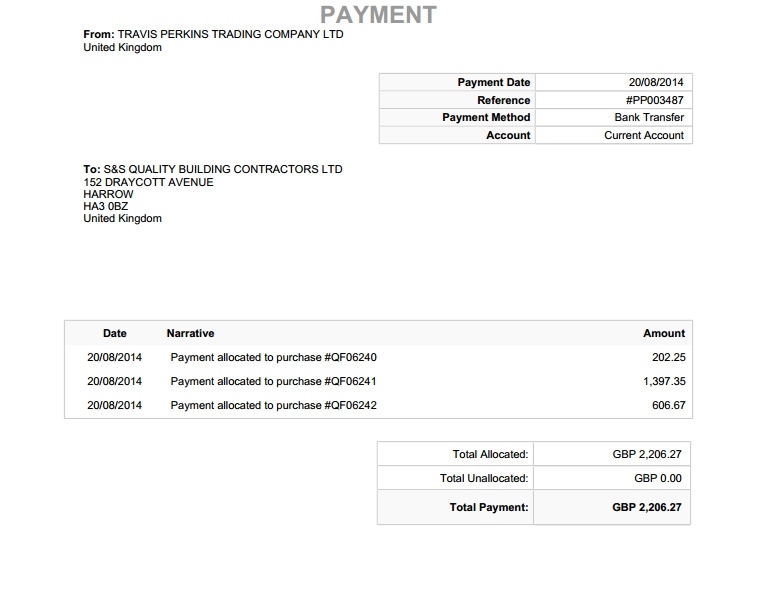 PAYMENT
From: TRAVIS PERKINS TRADING COMPANY LTD
United Kingdom
Payment Date 20/08/2014
Reference #PP003487
Payment Method Bank Transfer
Account Current Account
To: S&S QUALITY BUILDING CONTRACTORS LTD
152 DRAYCOTT AVENUE
HARROW
HA3 0BZ
United Kingdom
Date Narrative Amount
20/08/2014 Payment allocated to purchase #QF06240 202.25
20/08/2014 Payment allocated to purchase #QF06241 1,397.35
20/08/2014 Payment allocated to purchase #QF06242 606.67
Total Allocated: GBP 2,206.27
Total Unallocated: GBP 0.00
Total Payment: GBP 2,206.27